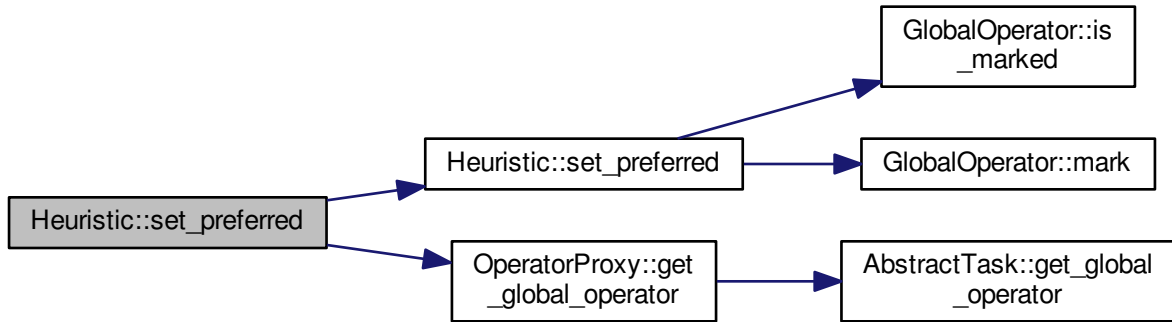 GlobalOperator::is
_marked
Heuristic::set_preferred
GlobalOperator::mark
Heuristic::set_preferred
OperatorProxy::get
_global_operator
AbstractTask::get_global
_operator